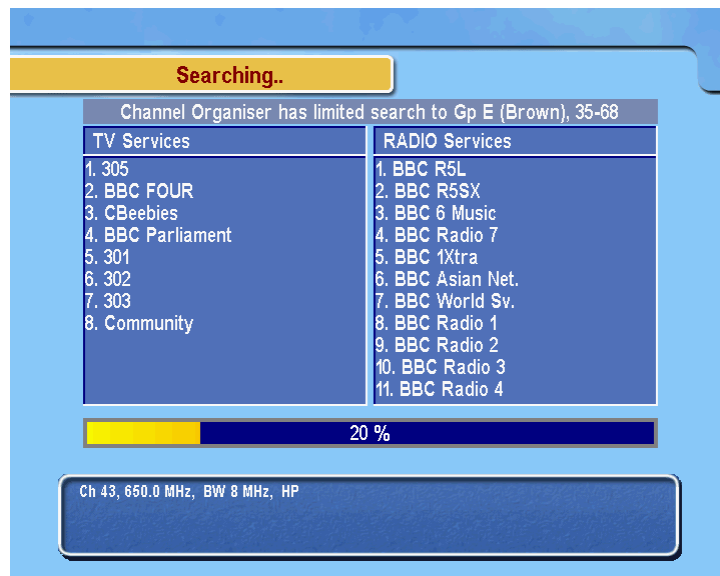 Searching..
Channel Organiser has limited search to Gp E (Brown), 35-68
TV Services
1. 305
2. BBC FOUR
3. CBeebies
4. BBC Parliament
5. 301
6. 302
7. 303
8. Community
RADIO Services
1. BBC R5L
2. BBC R5SX
3. BBC 6 Music
4. BBC Radio 7
5. BBC 1Xtra
6. BBC Asian Net.
7. BBC World Sv.
8. BBC Radio 1
9. BBC Radio 2
10. BBC Radio 3
11. BBC Radio 4
20 %
Ch 43, 650.0 MHz, BW 8 MHz, HP